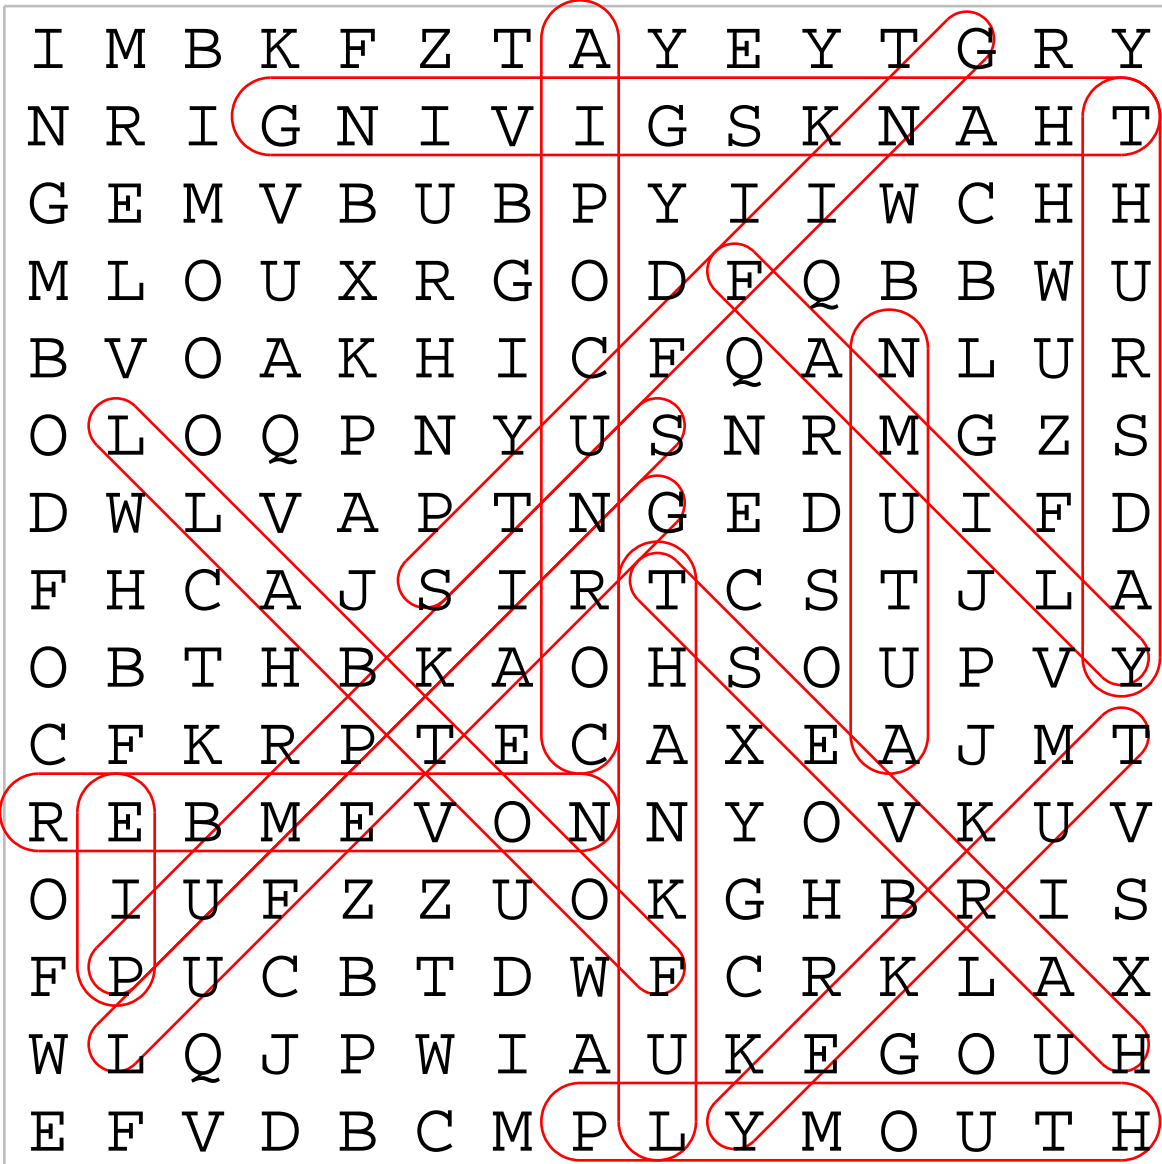 I M B K F Z T A Y E Y T G R Y
N R I G N I V I G S K N A H T
G E M V B U B P Y I I W C H H
M L O U X R G O D F Q B B W U
B V O A K H I C F Q A N L U R
O L O Q P N Y U S N R M G Z S
D W L V A P T N G E D U I F D
F H C A J S I R T C S T J L A
O B T H B K A O H S O U P V Y
C F K R P T E C A X E A J M T
R E B M E V O N N Y O V K U V
O I U F Z Z U O K G H B R I S
F P U C B T D W F C R K L A X
W L Q J P W I A U K E G O U H
E F V D B C M P L Y M O U T H